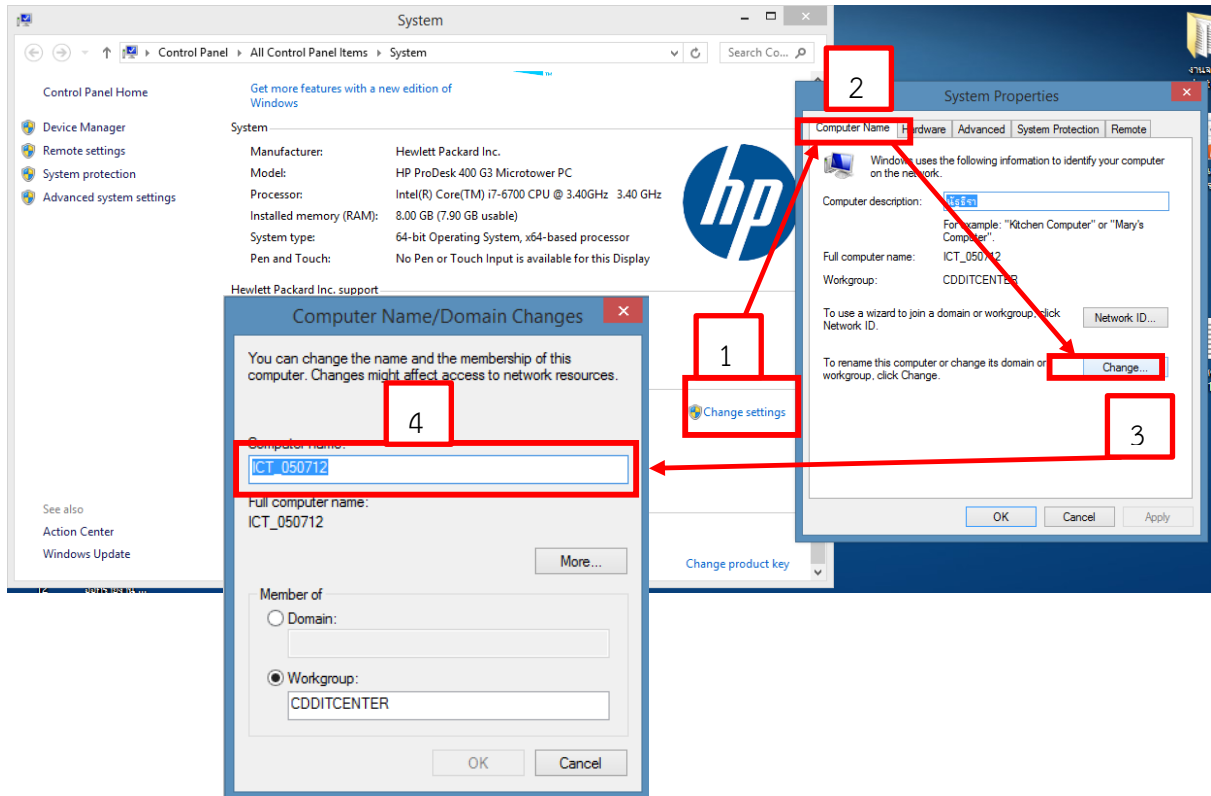 System
Control Panel ▸ All Control Panel Items ▸ System
Search Co...
Control Panel Home
Device Manager
Remote settings
System protection
Advanced system settings
See also
Action Center
Windows Update
Get more features with a new edition of
Windows
System
Manufacturer: Hewlett Packard Inc.
Model: HP ProDesk 400 G3 Microtower PC
Processor: Intel(R) Core(TM) i7-6700 CPU @ 3.40GHz 3.40 GHz
Installed memory (RAM): 8.00 GB (7.90 GB usable)
System type: 64-bit Operating System, x64-based processor
Pen and Touch: No Pen or Touch Input is available for this Display
hp
Hewlett Packard Inc. support
1
Change settings
Change product key
2
System Properties
Computer Name Hardware Advanced System Protection Remote
Windows uses the following information to identify your computer
on the network.
Computer description:
For example: "Kitchen Computer" or "Mary's
Computer".
Full computer name: ICT_050712
Workgroup: CDDITCENTER
To use a wizard to join a domain or workgroup, click
Network ID.
Network ID...
To rename this computer or change its domain or
workgroup, click Change.
Change...
3
OK Cancel Apply
Computer Name/Domain Changes
You can change the name and the membership of this
computer. Changes might affect access to network resources.
4
Computer name:
ICT_050712
Full computer name:
ICT_050712
More...
Member of
Domain:
Workgroup:
CDDITCENTER
OK Cancel